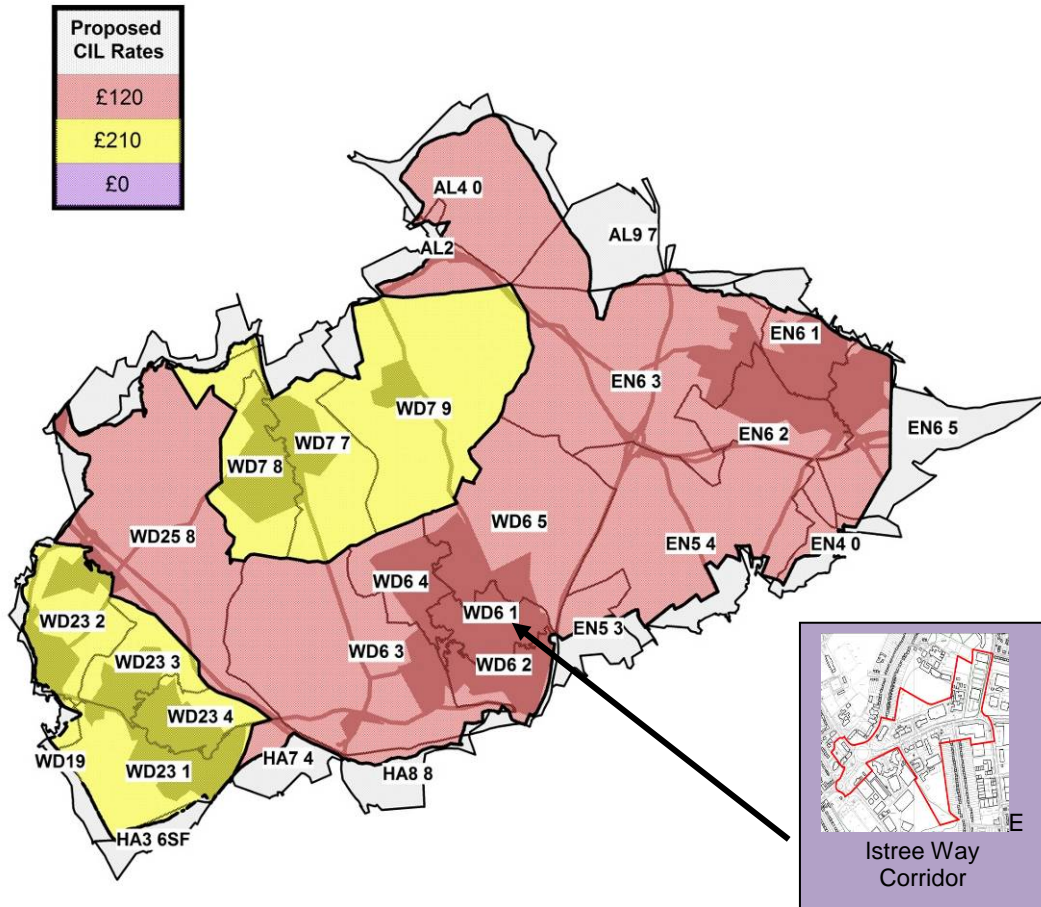 Proposed
CIL Rates
£120
£210
£0
AL4 0
AL9 7
AL2
EN6 1
EN6 3
WD7 9
EN6 2
EN6 5
WD7 7
WD7 8
WD6 5
WD25 8
EN5 4
EN4 0
WD6 4
WD6 1
EN5 3
WD23 2
WD6 3
WD6 2
WD23 3
WD23 4
WD19
WD23 1
HA7 4
HA8 8
HA3 6SF
E
lstree Way
Corridor